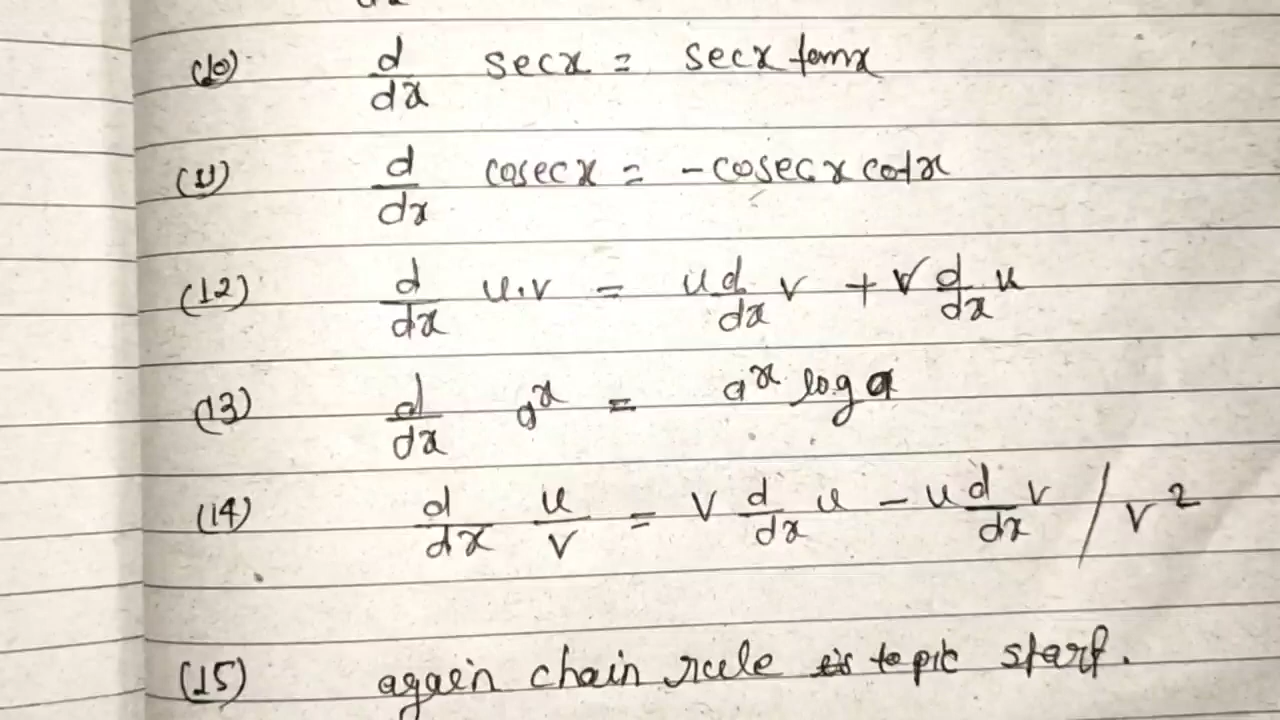 (10) d/dx secx = secx tanx
(11) d/dx cosecx = -cosecx cotx
(12) d/dx u.v = u d/dx v + v d/dx u
(13) d/dx a^x = a^x log a
(14) d/dx u/v = v d/dx u - u d/dx v / v²
(15) again chain rule topic start.